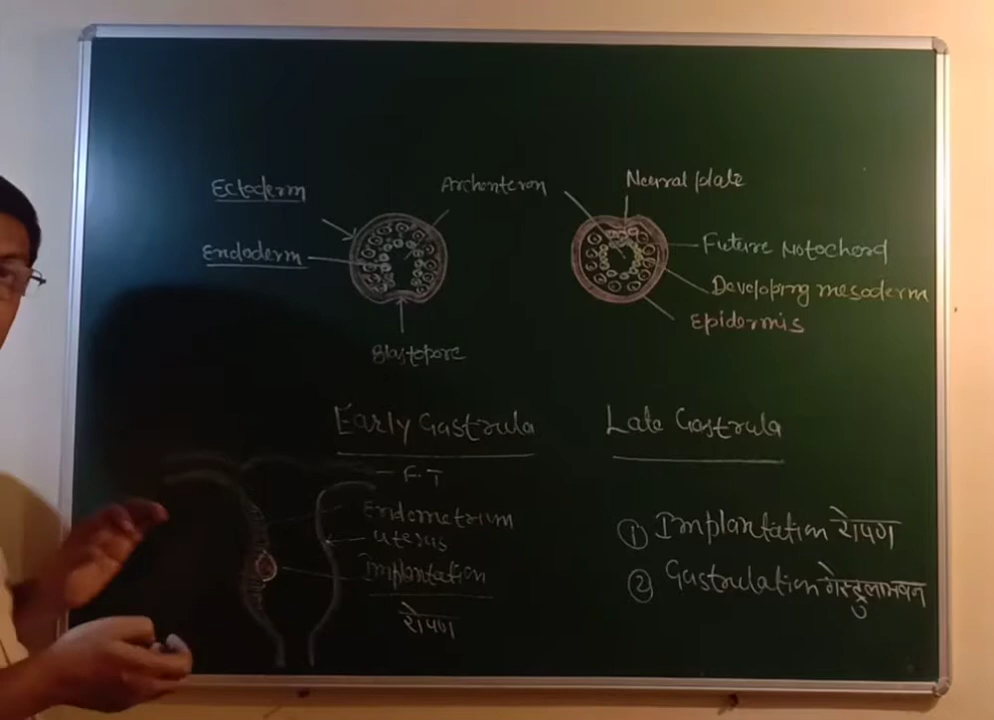 Ectoderm
Archenteron
Neural plate
Endoderm
Future Notochord
Developing mesoderm
Epidermis
Blastopore
Early Gastrula
Late Gastrula
- F T
Endometrium
uterus
Implantation
रोपण
① Implantation रोपण
② Gastrulation गेस्ट्रुलाभवन